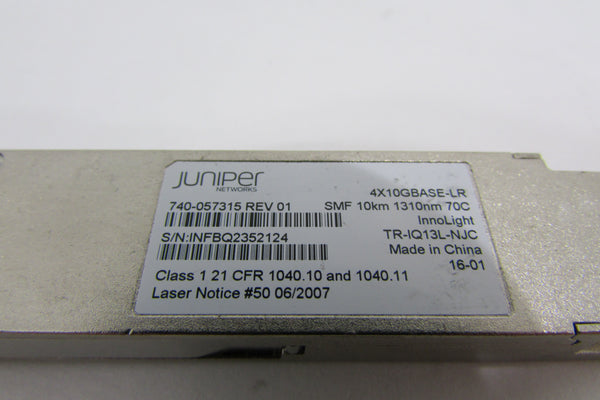 JUNIPER
NETWORKS
4X10GBASE-LR
740-057315 REV 01
SMF 10km 1310nm 70C
InnoLight
S/N:INFBQ2352124
TR-IQ13L-NJC
Made in China
16-01
Class 1 21 CFR 1040.10 and 1040.11
Laser Notice #50 06/2007